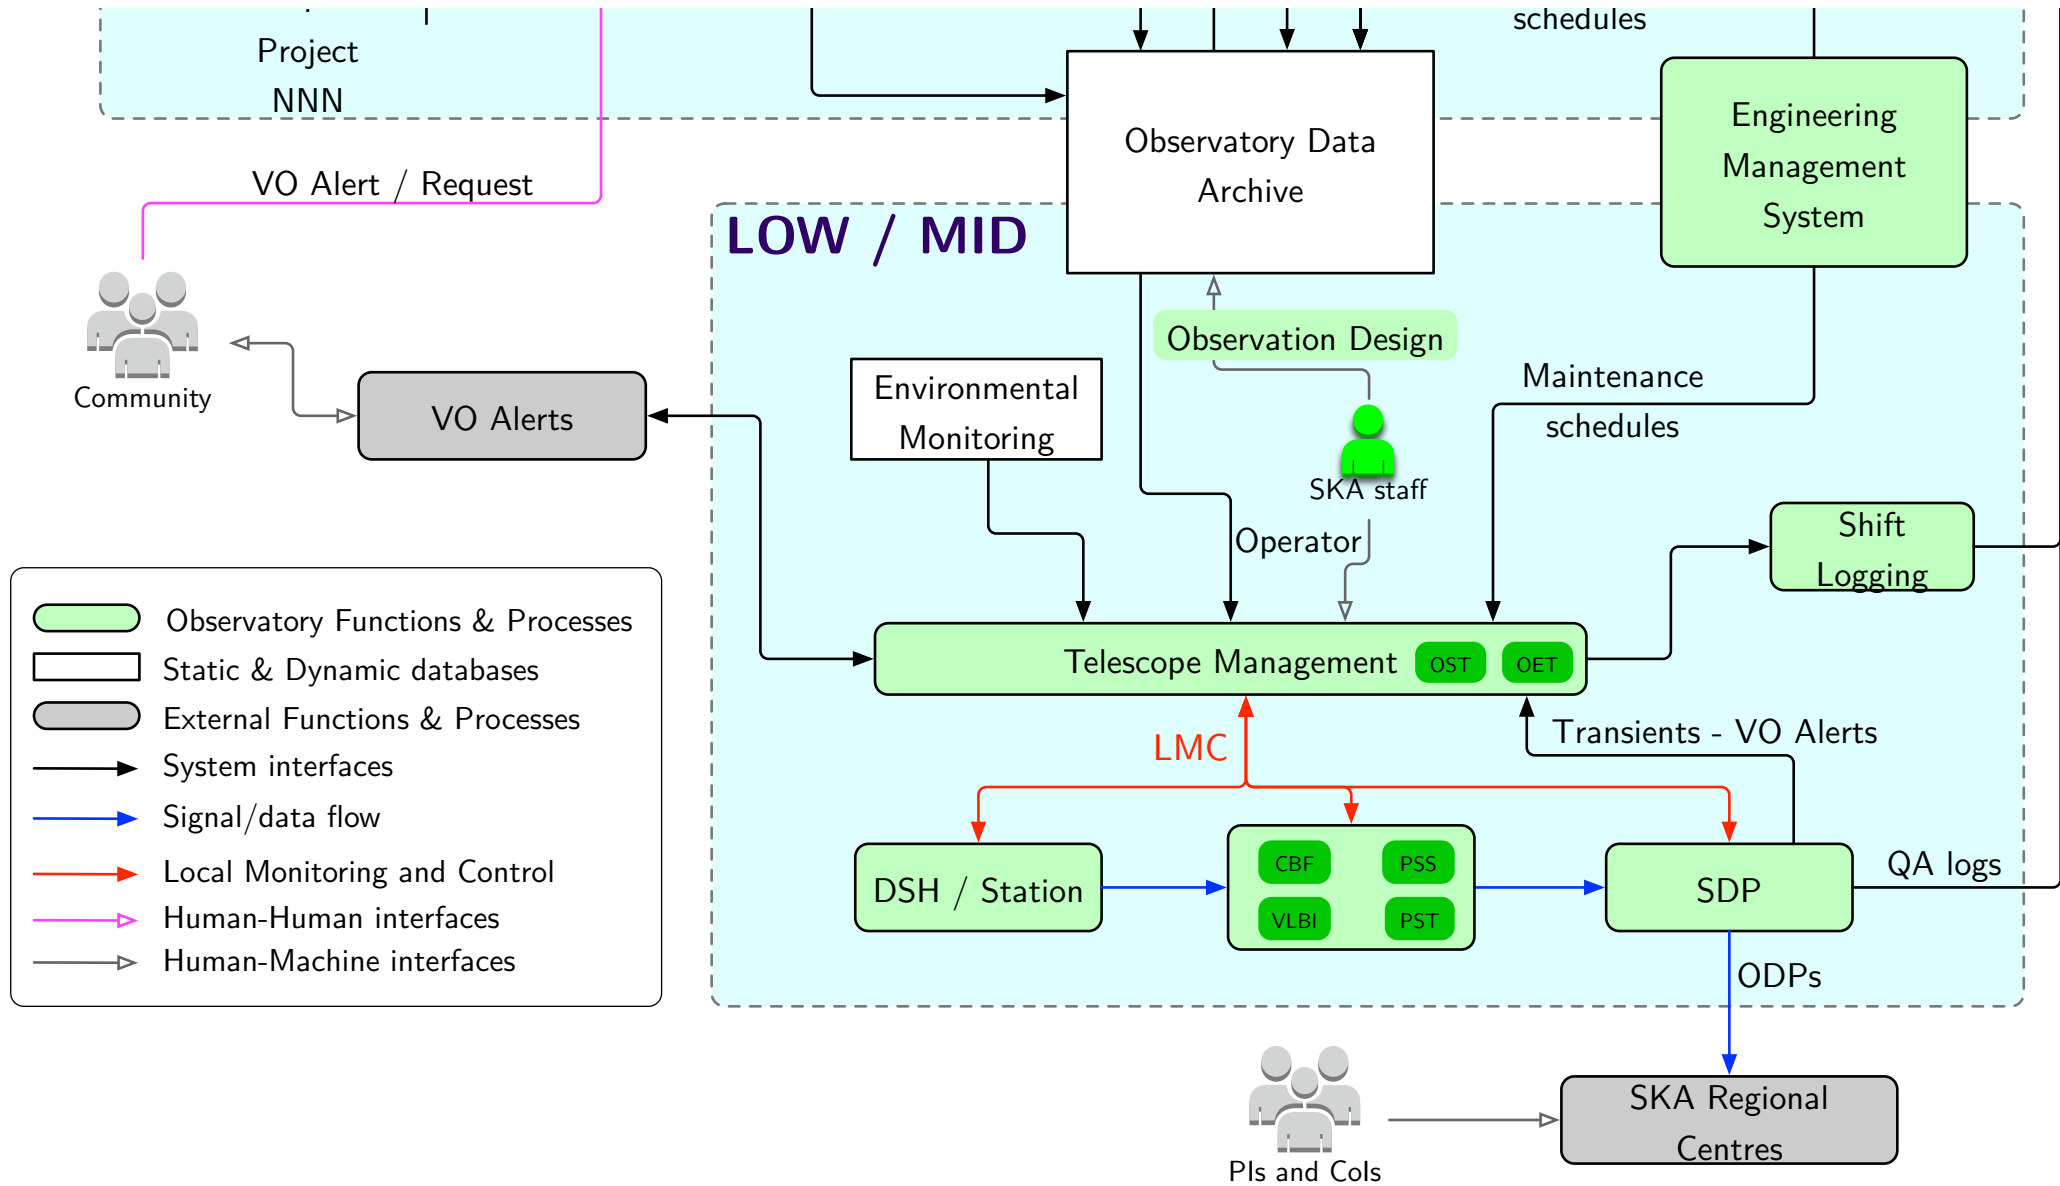 schedules
Project
NNN
Engineering
Management
System
Observatory Data
Archive
VO Alert / Request
LOW / MID
Observation Design
Community
VO Alerts
Environmental
Monitoring
Maintenance
schedules
SKA staff
Operator
Shift
Logging
Observatory Functions & Processes
Static & Dynamic databases
External Functions & Processes
System interfaces
Signal/data flow
Local Monitoring and Control
Human-Human interfaces
Human-Machine interfaces
Telescope Management
OST
OET
LMC
Transients - VO Alerts
DSH / Station
CBF
PSS
VLBI
PST
SDP
QA logs
ODPs
SKA Regional
Centres
PIs and CoIs